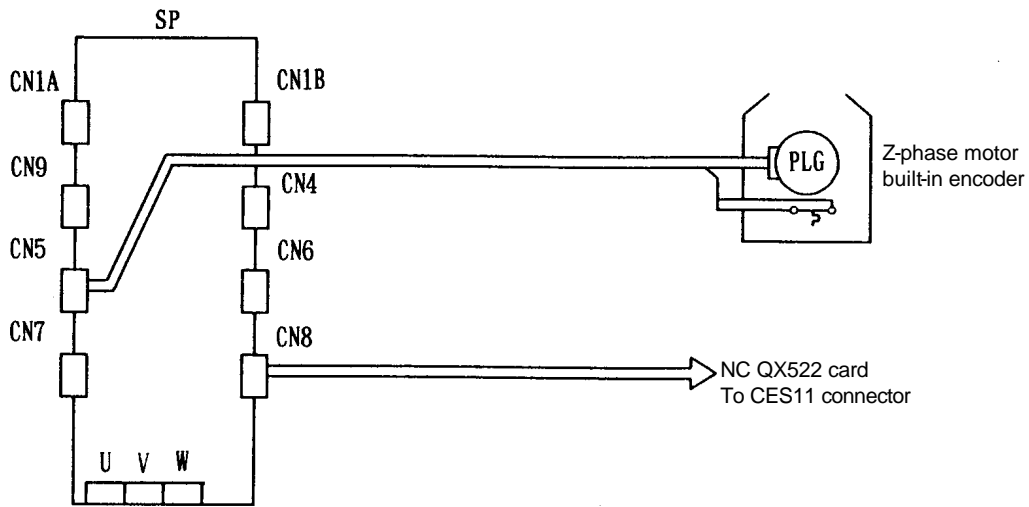 SP
CN1A
CN1B
CN9
CN4
PLG
Z-phase motor
built-in encoder
CN5
CN6
CN7
CN8
NC QX522 card
To CES11 connector
U V W